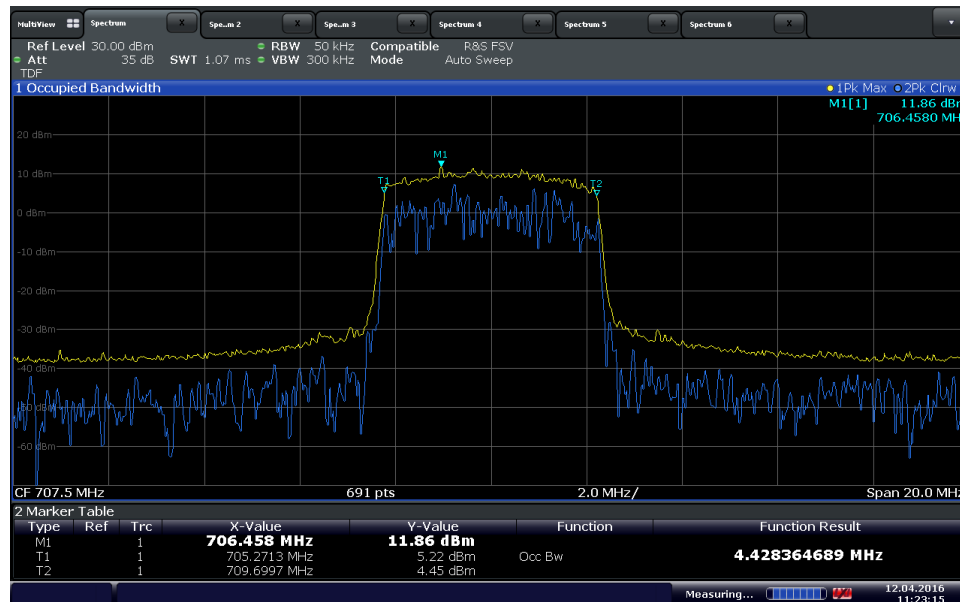 MultiView Spectrum X Spe...m 2 X Spe...m 3 X Spectrum 4 X Spectrum 5 X Spectrum 6 X
Ref Level 30.00 dBm RBW 50 kHz Compatible R&S FSV
Att 35 dB SWT 1.07 ms VBW 300 kHz Mode Auto Sweep
TDF
1 Occupied Bandwidth 1Pk Max 2Pk Clrw
M1[1] 11.86 dBm
706.4580 MH
20 dBm
M1
10 dBm
T1 T2
0 dBm
-10 dBm
-20 dBm
-30 dBm
-40 dBm
-50 dBm
-60 dBm
CF 707.5 MHz 691 pts 2.0 MHz/ Span 20.0 MHz
2 Marker Table
Type Ref Trc X-Value Y-Value Function Function Result
M1 1 706.458 MHz 11.86 dBm
T1 1 705.2713 MHz 5.22 dBm Occ Bw 4.428364689 MHz
T2 1 709.6997 MHz 4.45 dBm
Measuring... 12.04.2016
11:23:15